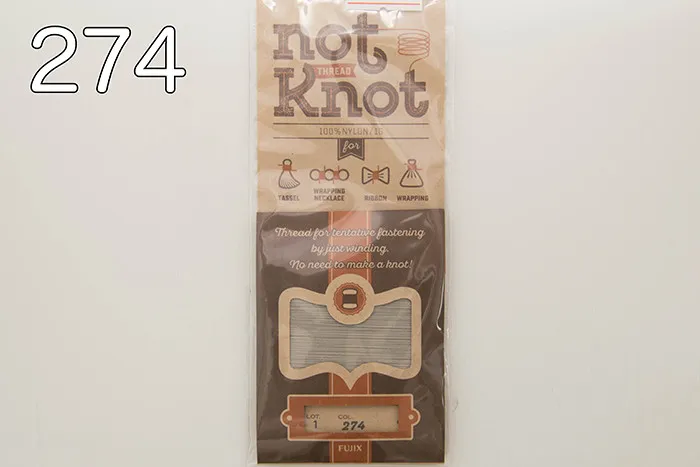 274
not
THREAD
Knot
100% NYLON
for
TASSEL
WRAPPING
NECKLACE
RIBBON
WRAPPING
Thread for tentative fastening
by just winding.
No need to make a knot!
LOT. COL.
1 274
FUJIX